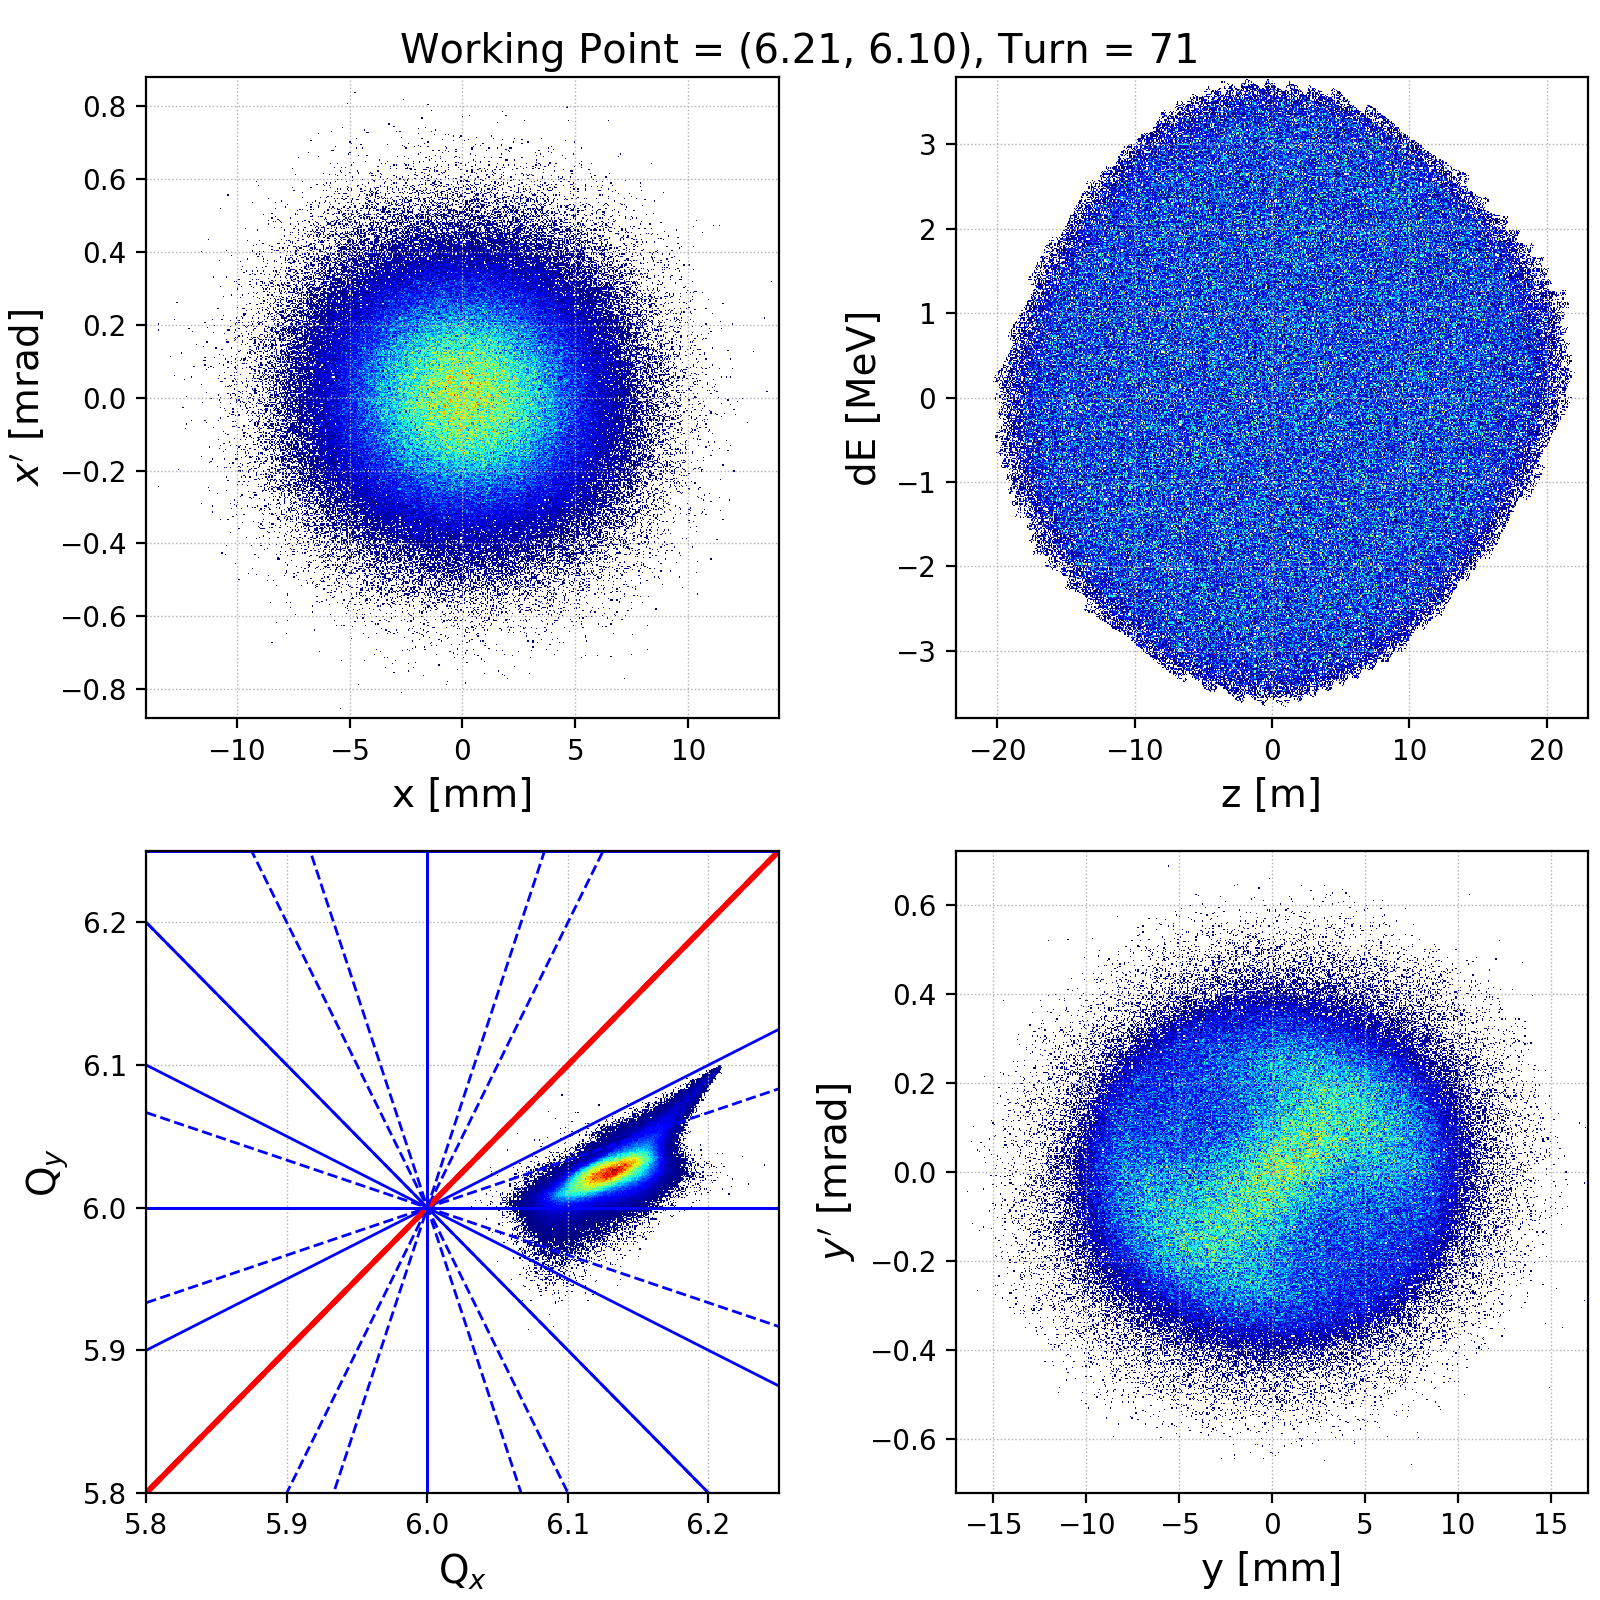 Working Point = (6.21, 6.10), Turn = 71
0.8
0.6
0.4
0.2
0.0
−0.2
−0.4
−0.6
−0.8
x′ [mrad]
−10 −5 0 5 10
x [mm]
3
2
1
0
−1
−2
−3
dE [MeV]
−20 −10 0 10 20
z [m]
6.2
6.1
6.0
5.9
5.8
Qy
5.8 5.9 6.0 6.1 6.2
Qx
0.6
0.4
0.2
0.0
−0.2
−0.4
−0.6
y′ [mrad]
−15 −10 −5 0 5 10 15
y [mm]